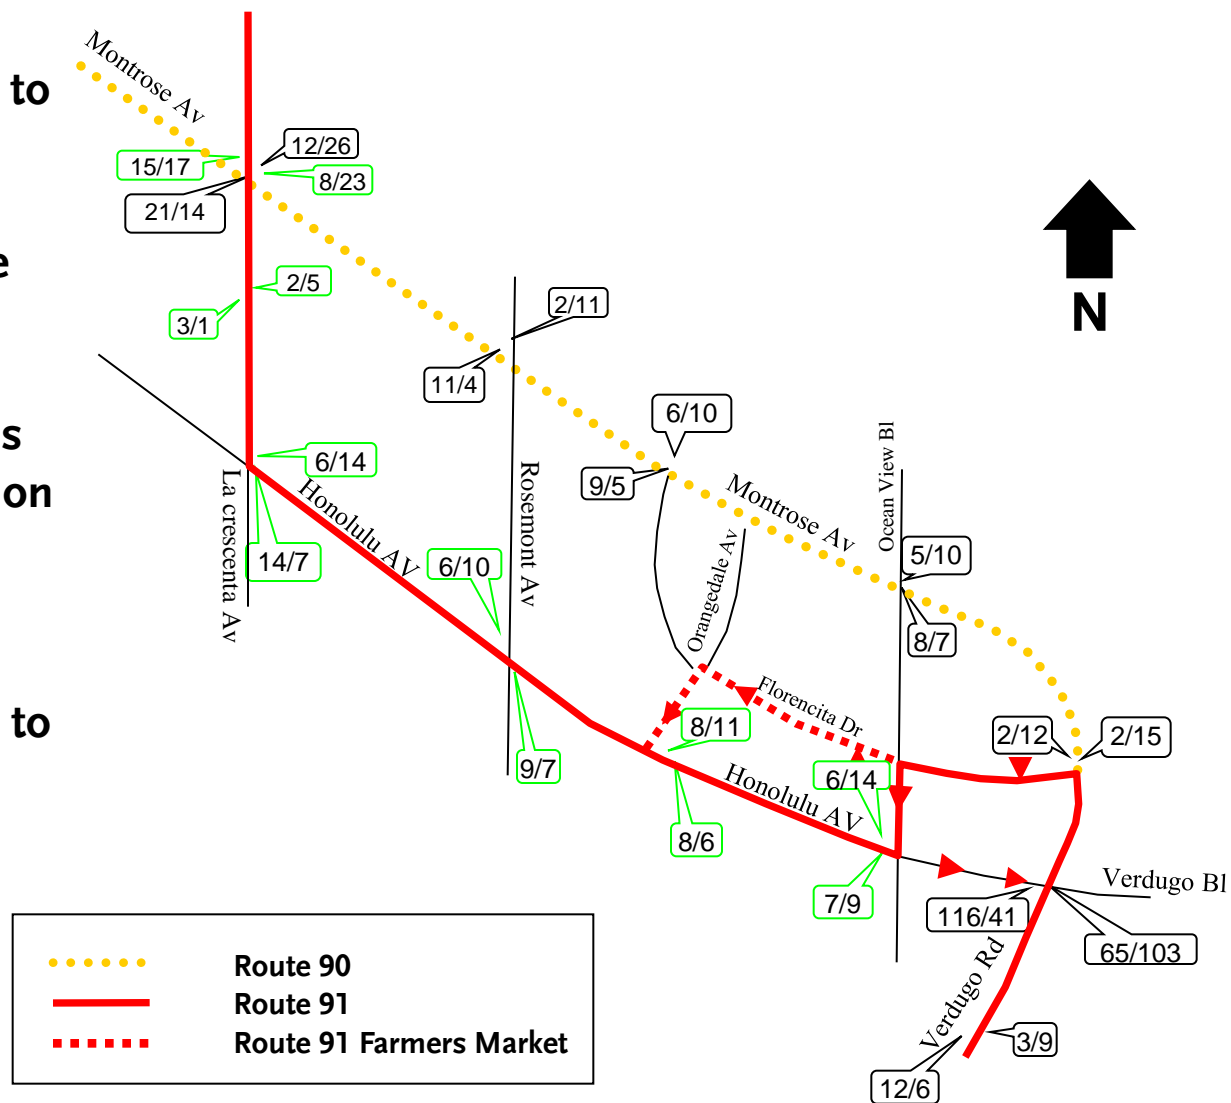 Montrose Av
to
12/26
15/17
8/23
21/14
e
2/5
2/11
3/1
11/4
6/10
s
6/14
9/5
on
La crescenta Av
Honolulu AV
Rosemont Av
Montrose Av
Ocean View Bl
14/7
6/10
5/10
Orangedale Av
8/7
Florencita Dr
to
8/11
2/12
2/15
9/7
6/14
Honolulu AV
8/6
7/9
Verdugo Bl
116/41
65/103
Verdugo Rd
3/9
12/6
N
Route 90
Route 91
Route 91 Farmers Market